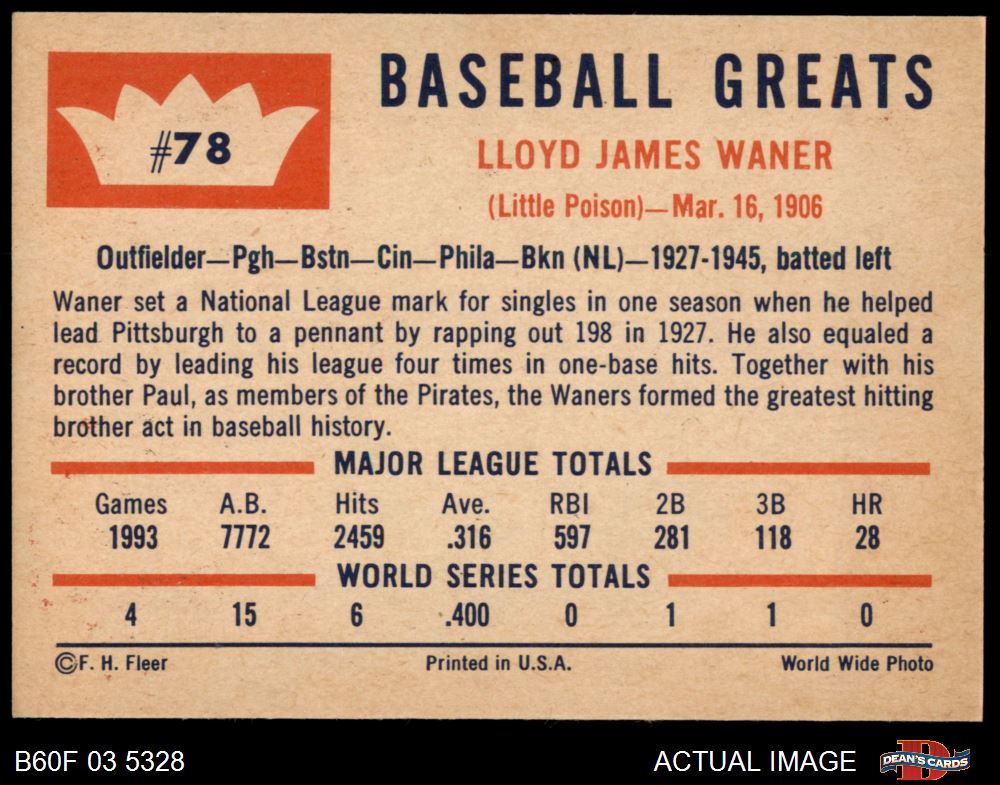 #78
BASEBALL GREATS
LLOYD JAMES WANER
(Little Poison)—Mar. 16, 1906
Outfielder—Pgh—Bstn—Cin—Phila—Bkn (NL)—1927-1945, batted left
Waner set a National League mark for singles in one season when he helped
lead Pittsburgh to a pennant by rapping out 198 in 1927. He also equaled a
record by leading his league four times in one-base hits. Together with his
brother Paul, as members of the Pirates, the Waners formed the greatest hitting
brother act in baseball history.
MAJOR LEAGUE TOTALS
Games A.B. Hits Ave. RBI 2B 3B HR
1993 7772 2459 .316 597 281 118 28
WORLD SERIES TOTALS
4 15 6 .400 0 1 1 0
©F. H. Fleer Printed in U.S.A. World Wide Photo
B60F 03 5328 ACTUAL IMAGE D DEAN'S CARDS